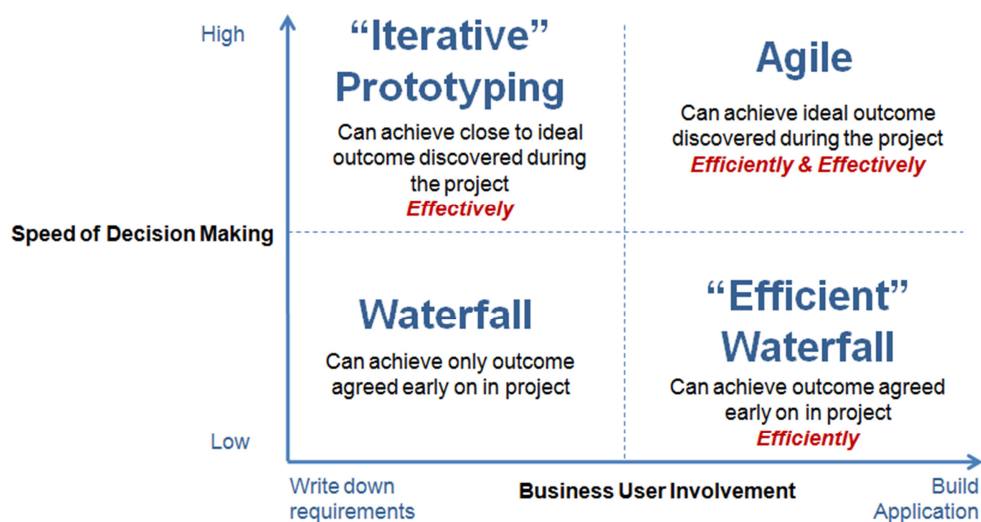 High
“Iterative”
Prototyping
Can achieve close to ideal
outcome discovered during
the project
Effectively
Agile
Can achieve ideal outcome
discovered during the project
Efficiently & Effectively
Speed of Decision Making
Waterfall
Can achieve only outcome
agreed early on in project
“Efficient”
Waterfall
Can achieve outcome agreed
early on in project
Efficiently
Low
Write down
requirements
Business User Involvement
Build
Application